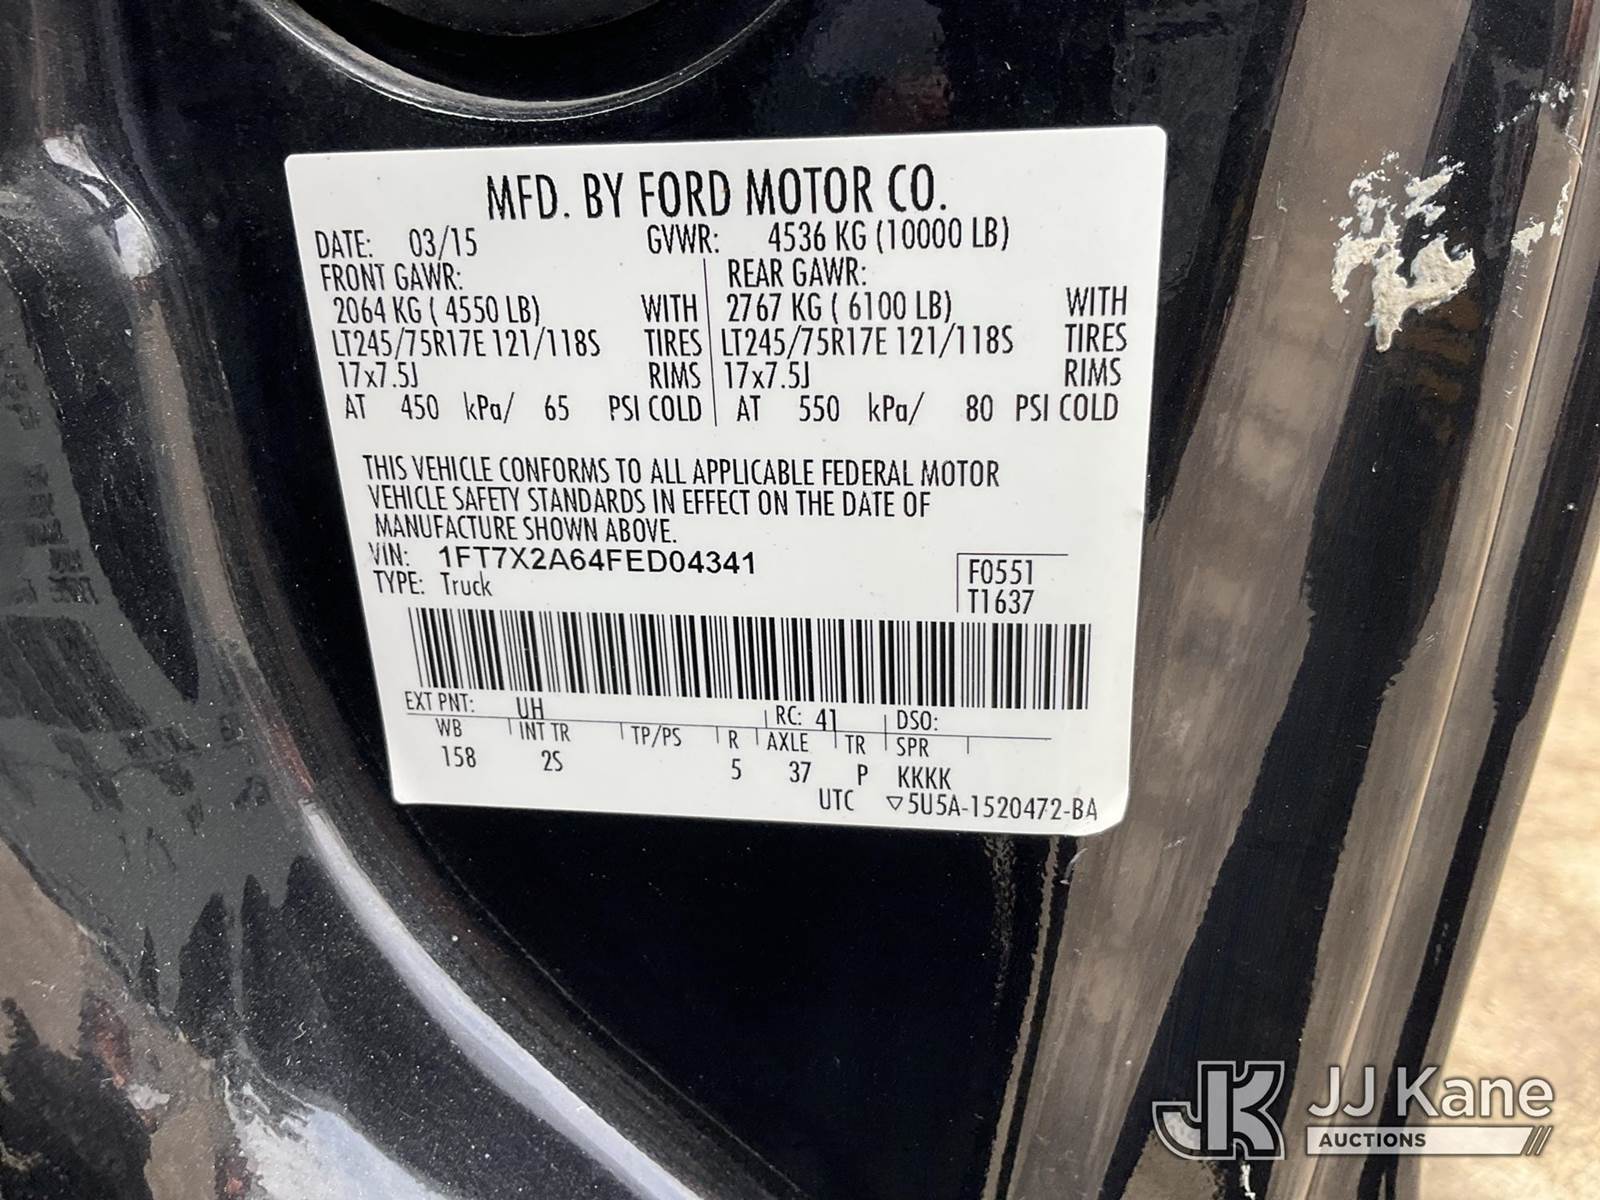 MFD. BY FORD MOTOR CO.
DATE: 03/15 GVWR: 4536 KG (10000 LB)
FRONT GAWR: REAR GAWR:
2064 KG ( 4550 LB) WITH 2767 KG ( 6100 LB) WITH
LT245/75R17E 121/118S TIRES LT245/75R17E 121/118S TIRES
17x7.5J RIMS 17x7.5J RIMS
AT 450 kPa/ 65 PSI COLD AT 550 kPa/ 80 PSI COLD
THIS VEHICLE CONFORMS TO ALL APPLICABLE FEDERAL MOTOR
VEHICLE SAFETY STANDARDS IN EFFECT ON THE DATE OF
MANUFACTURE SHOWN ABOVE.
VIN: 1FT7X2A64FED04341
TYPE: Truck
F0551
T1637
EXT PNT: UH RC: 41 DSO:
WB INT TR TP/PS R AXLE TR SPR
158 2S 5 37 P KKKK
UTC ▽5U5A-1520472-BA
JK JJ Kane
AUCTIONS